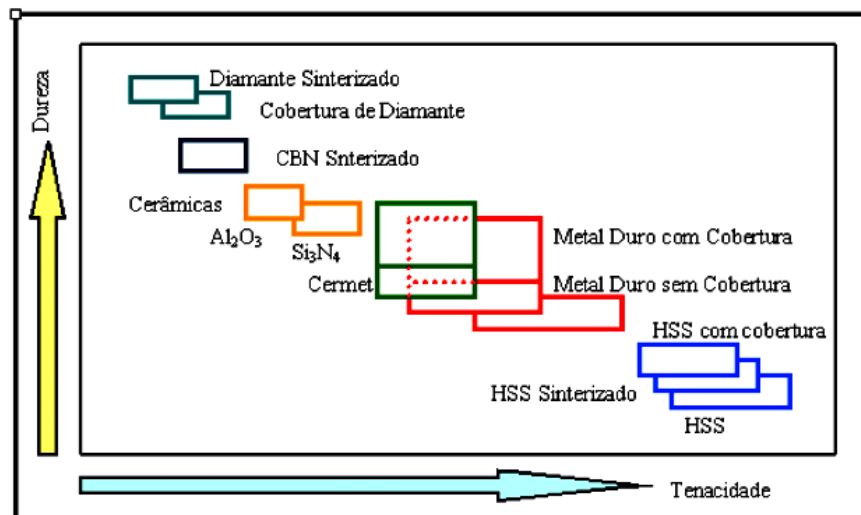 Dureza
Diamante Sinterizado
Cobertura de Diamante
CBN Snterizado
Cerâmicas
Al₂O₃
Si₃N₄
Cermet
Metal Duro com Cobertura
Metal Duro sem Cobertura
HSS com cobertura
HSS Sinterizado
HSS
Tenacidade